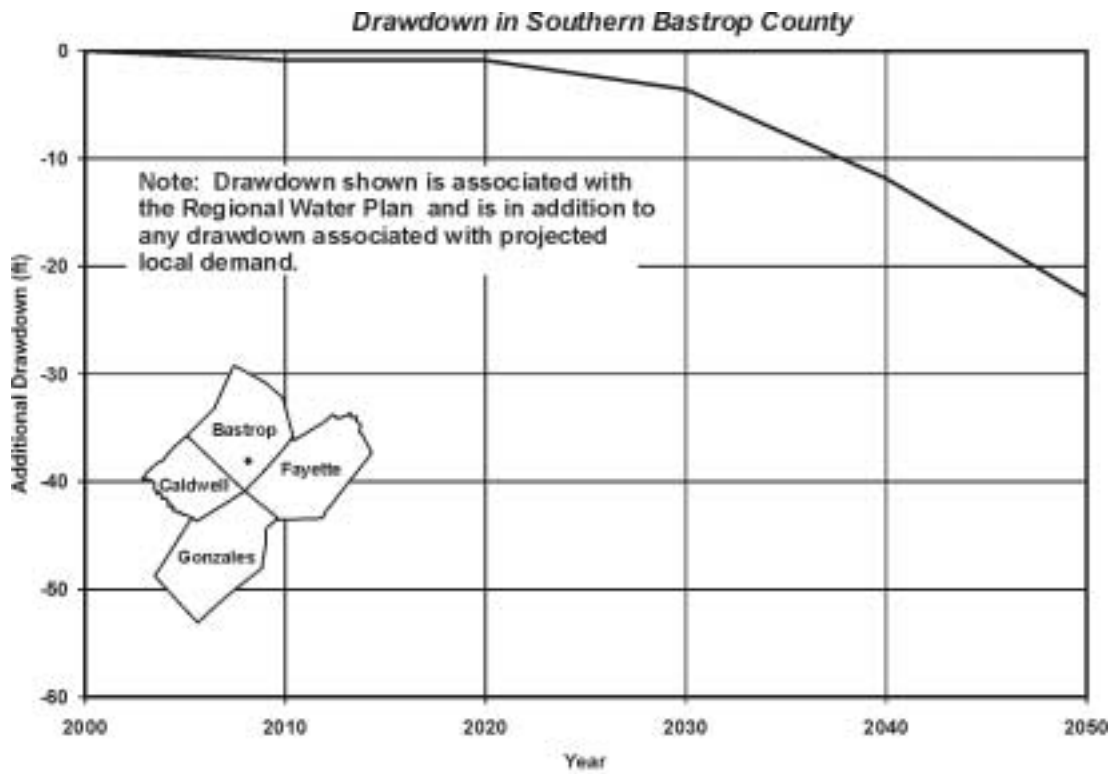 Drawdown in Southern Bastrop County
0
-10
-20
-30
-40
-50
-60
Additional Drawdown (ft)
Note: Drawdown shown is associated with
the Regional Water Plan and is in addition to
any drawdown associated with projected
local demand.
Bastrop
Fayette
Caldwell
Gonzales
2000 2010 2020 2030 2040 2050
Year